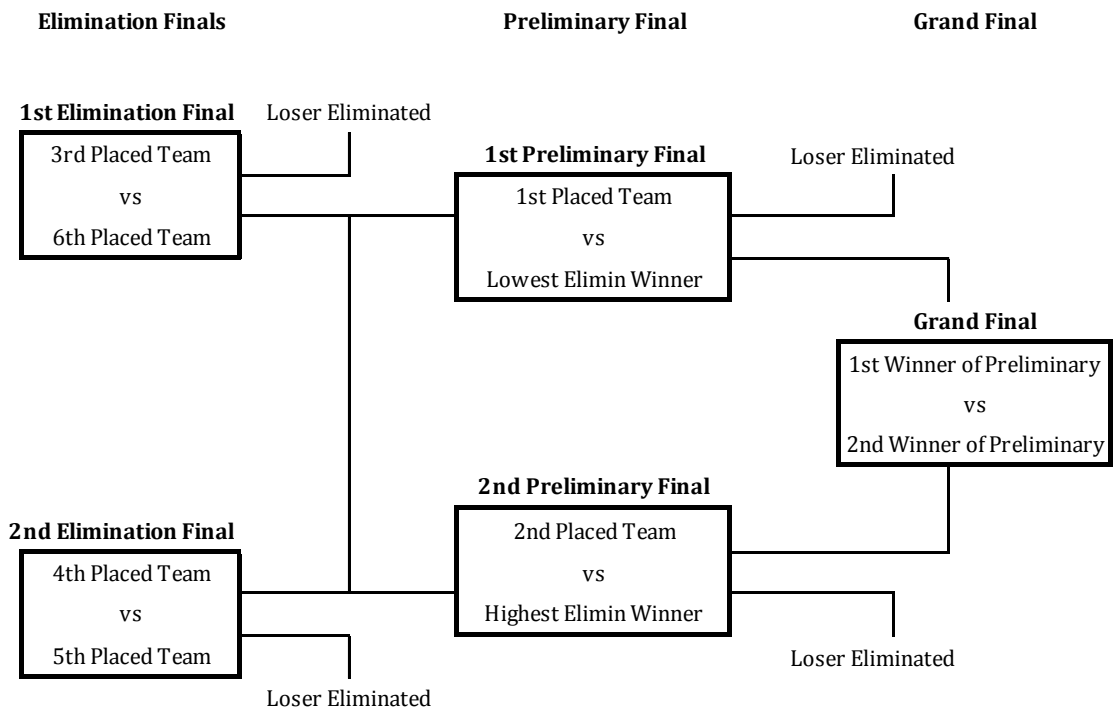 Elimination Finals
Preliminary Final
Grand Final
1st Elimination Final
Loser Eliminated
3rd Placed Team
vs
6th Placed Team
1st Preliminary Final
Loser Eliminated
1st Placed Team
vs
Lowest Elimin Winner
Grand Final
1st Winner of Preliminary
vs
2nd Winner of Preliminary
2nd Preliminary Final
2nd Placed Team
vs
Highest Elimin Winner
Loser Eliminated
2nd Elimination Final
4th Placed Team
vs
5th Placed Team
Loser Eliminated